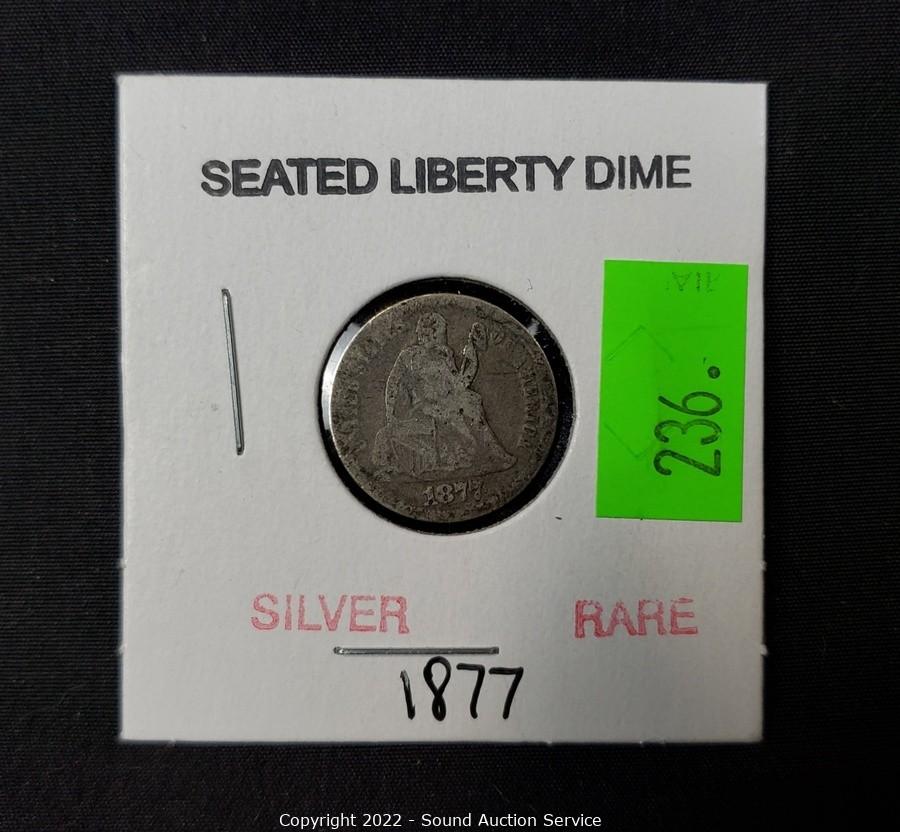 SEATED LIBERTY DIME
236.
1877
SILVER RARE
1877
Copyright 2022 - Sound Auction Service